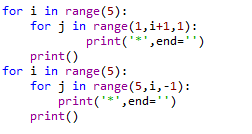 for i in range(5):
    for j in range(1,i+1,1):
        print('*',end='')
    print()
for i in range(5):
    for j in range(5,i,-1):
        print('*',end='')
    print()